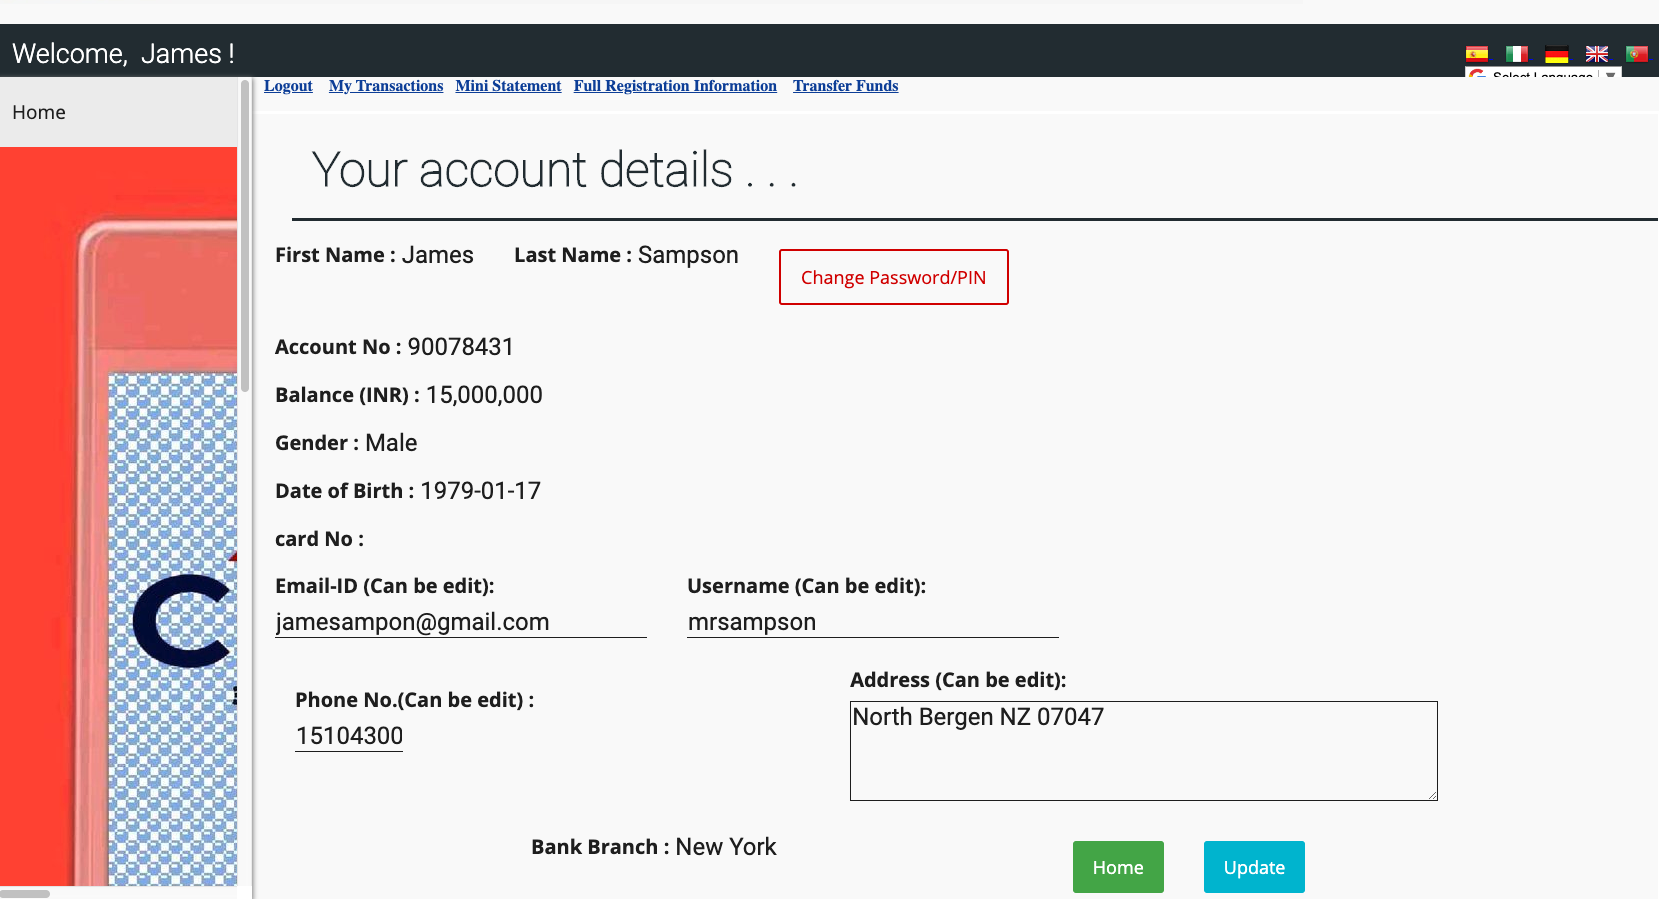 Welcome, James !
Home
Logout My Transactions Mini Statement Full Registration Information Transfer Funds
Select Language
Your account details . . .
First Name : James Last Name : Sampson
Change Password/PIN
Account No : 90078431
Balance (INR) : 15,000,000
Gender : Male
Date of Birth : 1979-01-17
card No :
Email-ID (Can be edit): Username (Can be edit):
jamesampon@gmail.com mrsampson
Address (Can be edit):
Phone No.(Can be edit) :
North Bergen NZ 07047
15104300
Bank Branch : New York
Home Update
C